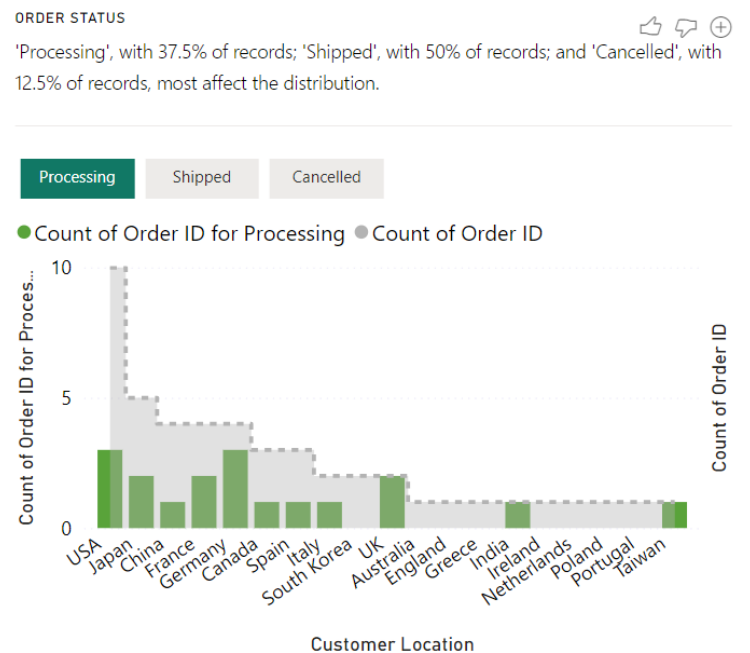 ORDER STATUS
'Processing', with 37.5% of records; 'Shipped', with 50% of records; and 'Cancelled', with
12.5% of records, most affect the distribution.
Processing Shipped Cancelled
Count of Order ID for Processing Count of Order ID
Count of Order ID for Proces...
10
5
0
Count of Order ID
USA
Japan
China
France
Germany
Canada
Spain
Italy
South Korea
UK
Australia
England
Greece
India
Ireland
Netherlands
Poland
Portugal
Taiwan
Customer Location